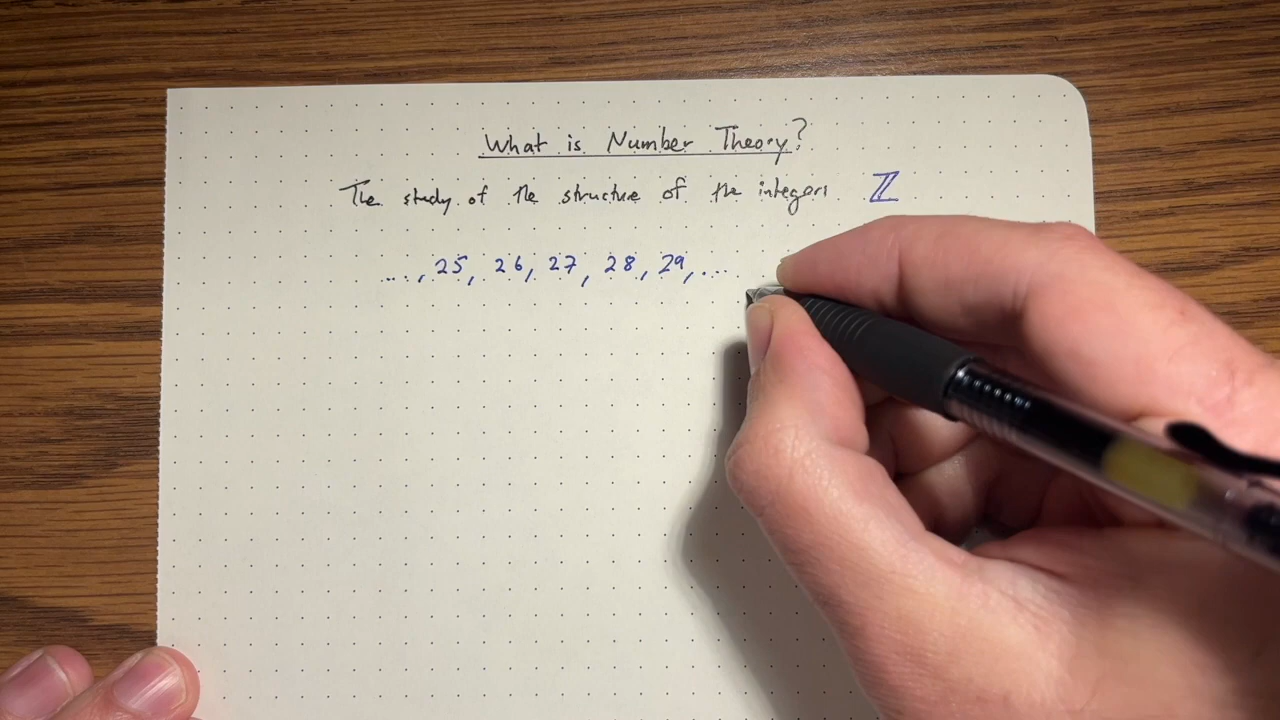 What is Number Theory?
The study of the structure of the integers ℤ
..., 25, 26, 27, 28, 29, ...